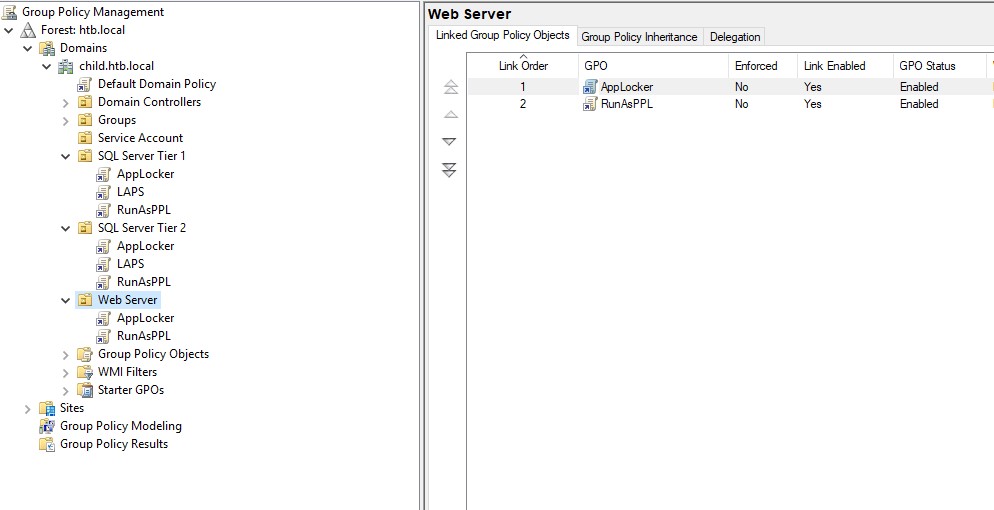 Group Policy Management
Forest: htb.local
Domains
child.htb.local
Default Domain Policy
Domain Controllers
Groups
Service Account
SQL Server Tier 1
AppLocker
LAPS
RunAsPPL
SQL Server Tier 2
AppLocker
LAPS
RunAsPPL
Web Server
AppLocker
RunAsPPL
Group Policy Objects
WMI Filters
Starter GPOs
Sites
Group Policy Modeling
Group Policy Results
Web Server
Linked Group Policy Objects Group Policy Inheritance Delegation
Link Order GPO Enforced Link Enabled GPO Status
1 AppLocker No Yes Enabled
2 RunAsPPL No Yes Enabled